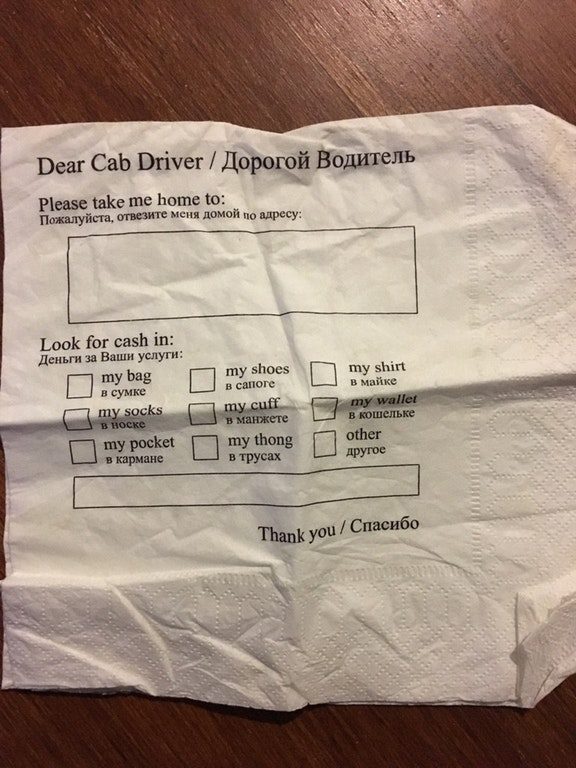 Dear Cab Driver / Дорогой Водитель
Please take me home to:
Пожалуйста, отвезите меня домой по адресу:
Look for cash in:
Деньги за Ваши услуги:
my bag
в сумке
my shoes
в сапоге
my shirt
в майке
my socks
в носке
my cuff
в манжете
my wallet
в кошельке
my pocket
в кармане
my thong
в трусах
other
другое
Thank you / Спасибо